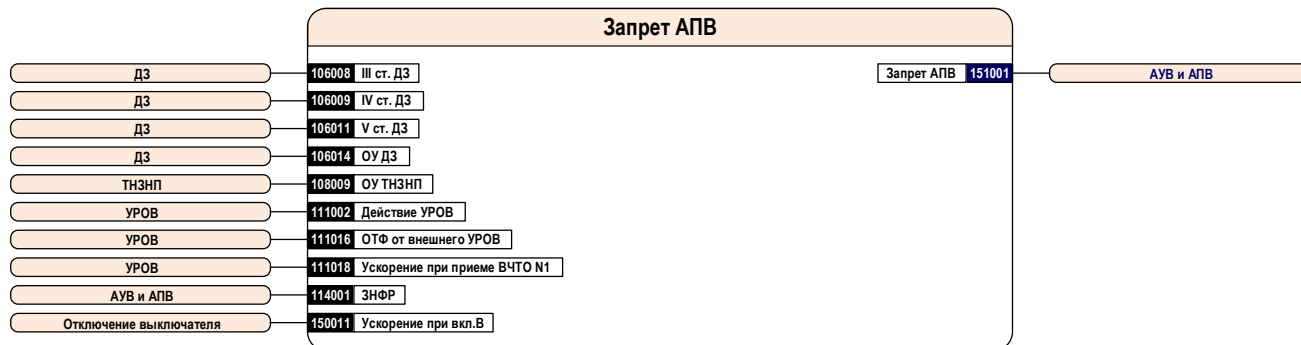 Запрет АПВ
ДЗ 106008 III ст. ДЗ Запрет АПВ 151001 АУВ и АПВ
ДЗ 106009 IV ст. ДЗ
ДЗ 106011 V ст. ДЗ
ДЗ 106014 ОУ ДЗ
ТНЗНП 108009 ОУ ТНЗНП
УРОВ 111002 Действие УРОВ
УРОВ 111016 ОТФ от внешнего УРОВ
УРОВ 111018 Ускорение при приеме ВЧТО N1
АУВ и АПВ 114001 ЗНФР
Отключение выключателя 150011 Ускорение при вкл.В